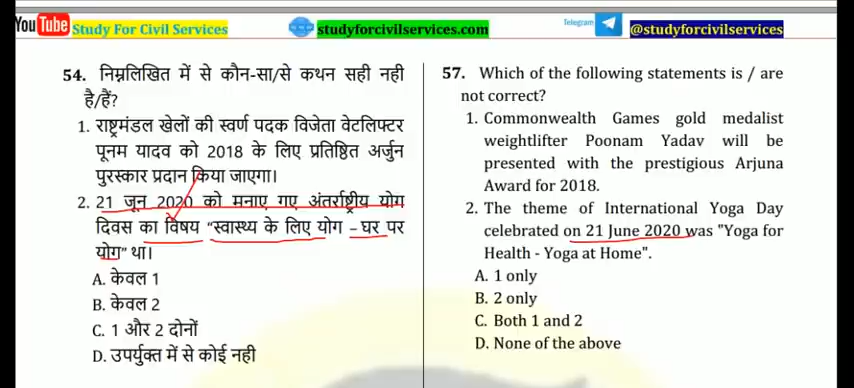 You Tube Study For Civil Services
studyforcivilservices.com
Telegram
@studyforcivilservices
54. निम्नलिखित में से कौन-सा/से कथन सही नही
है/हैं?
1. राष्ट्रमंडल खेलों की स्वर्ण पदक विजेता वेटलिफ्टर
पूनम यादव को 2018 के लिए प्रतिष्ठित अर्जुन
पुरस्कार प्रदान किया जाएगा।
2. 21 जून 2020 को मनाए गए अंतर्राष्ट्रीय योग
दिवस का विषय "स्वास्थ्य के लिए योग – घर पर
योग" था।
A. केवल 1
B. केवल 2
C. 1 और 2 दोनों
D. उपर्युक्त में से कोई नही
57. Which of the following statements is / are
not correct?
1. Commonwealth Games gold medalist
weightlifter Poonam Yadav will be
presented with the prestigious Arjuna
Award for 2018.
2. The theme of International Yoga Day
celebrated on 21 June 2020 was "Yoga for
Health - Yoga at Home".
A. 1 only
B. 2 only
C. Both 1 and 2
D. None of the above